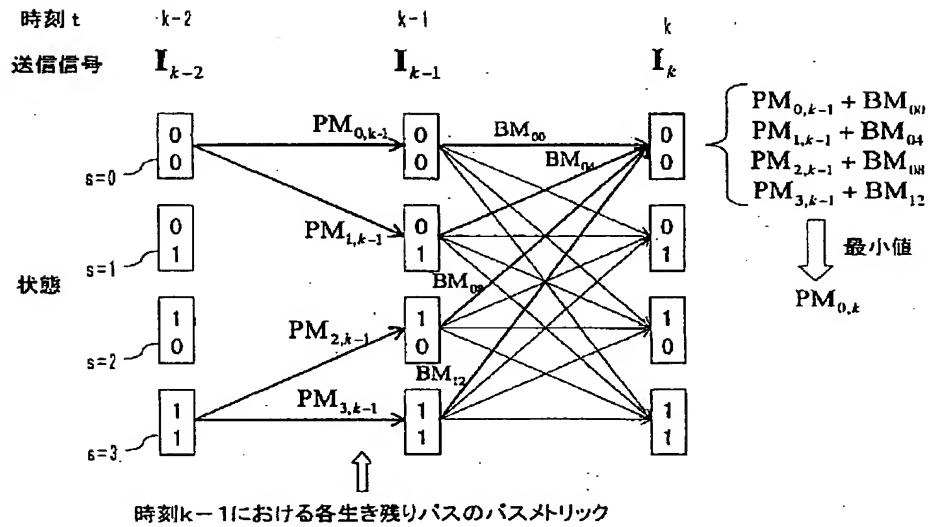 時刻 t k-2 k-1 k
送信信号 I_{k-2} I_{k-1} I_k
0 0
0 0
0 0
s=0
0 1
0 1
0 1
s=1
状態
1 0
1 0
1 0
s=2
1 1
1 1
1 1
s=3
PM_{0,k-1}
PM_{1,k-1}
PM_{2,k-1}
PM_{3,k-1}
BM_{00}
BM_{04}
BM_{08}
BM_{12}
PM_{0,k-1} + BM_{00}
PM_{1,k-1} + BM_{04}
PM_{2,k-1} + BM_{08}
PM_{3,k-1} + BM_{12}
最小値
PM_{0,k}
時刻k-1における各生き残りパスのパスメトリック